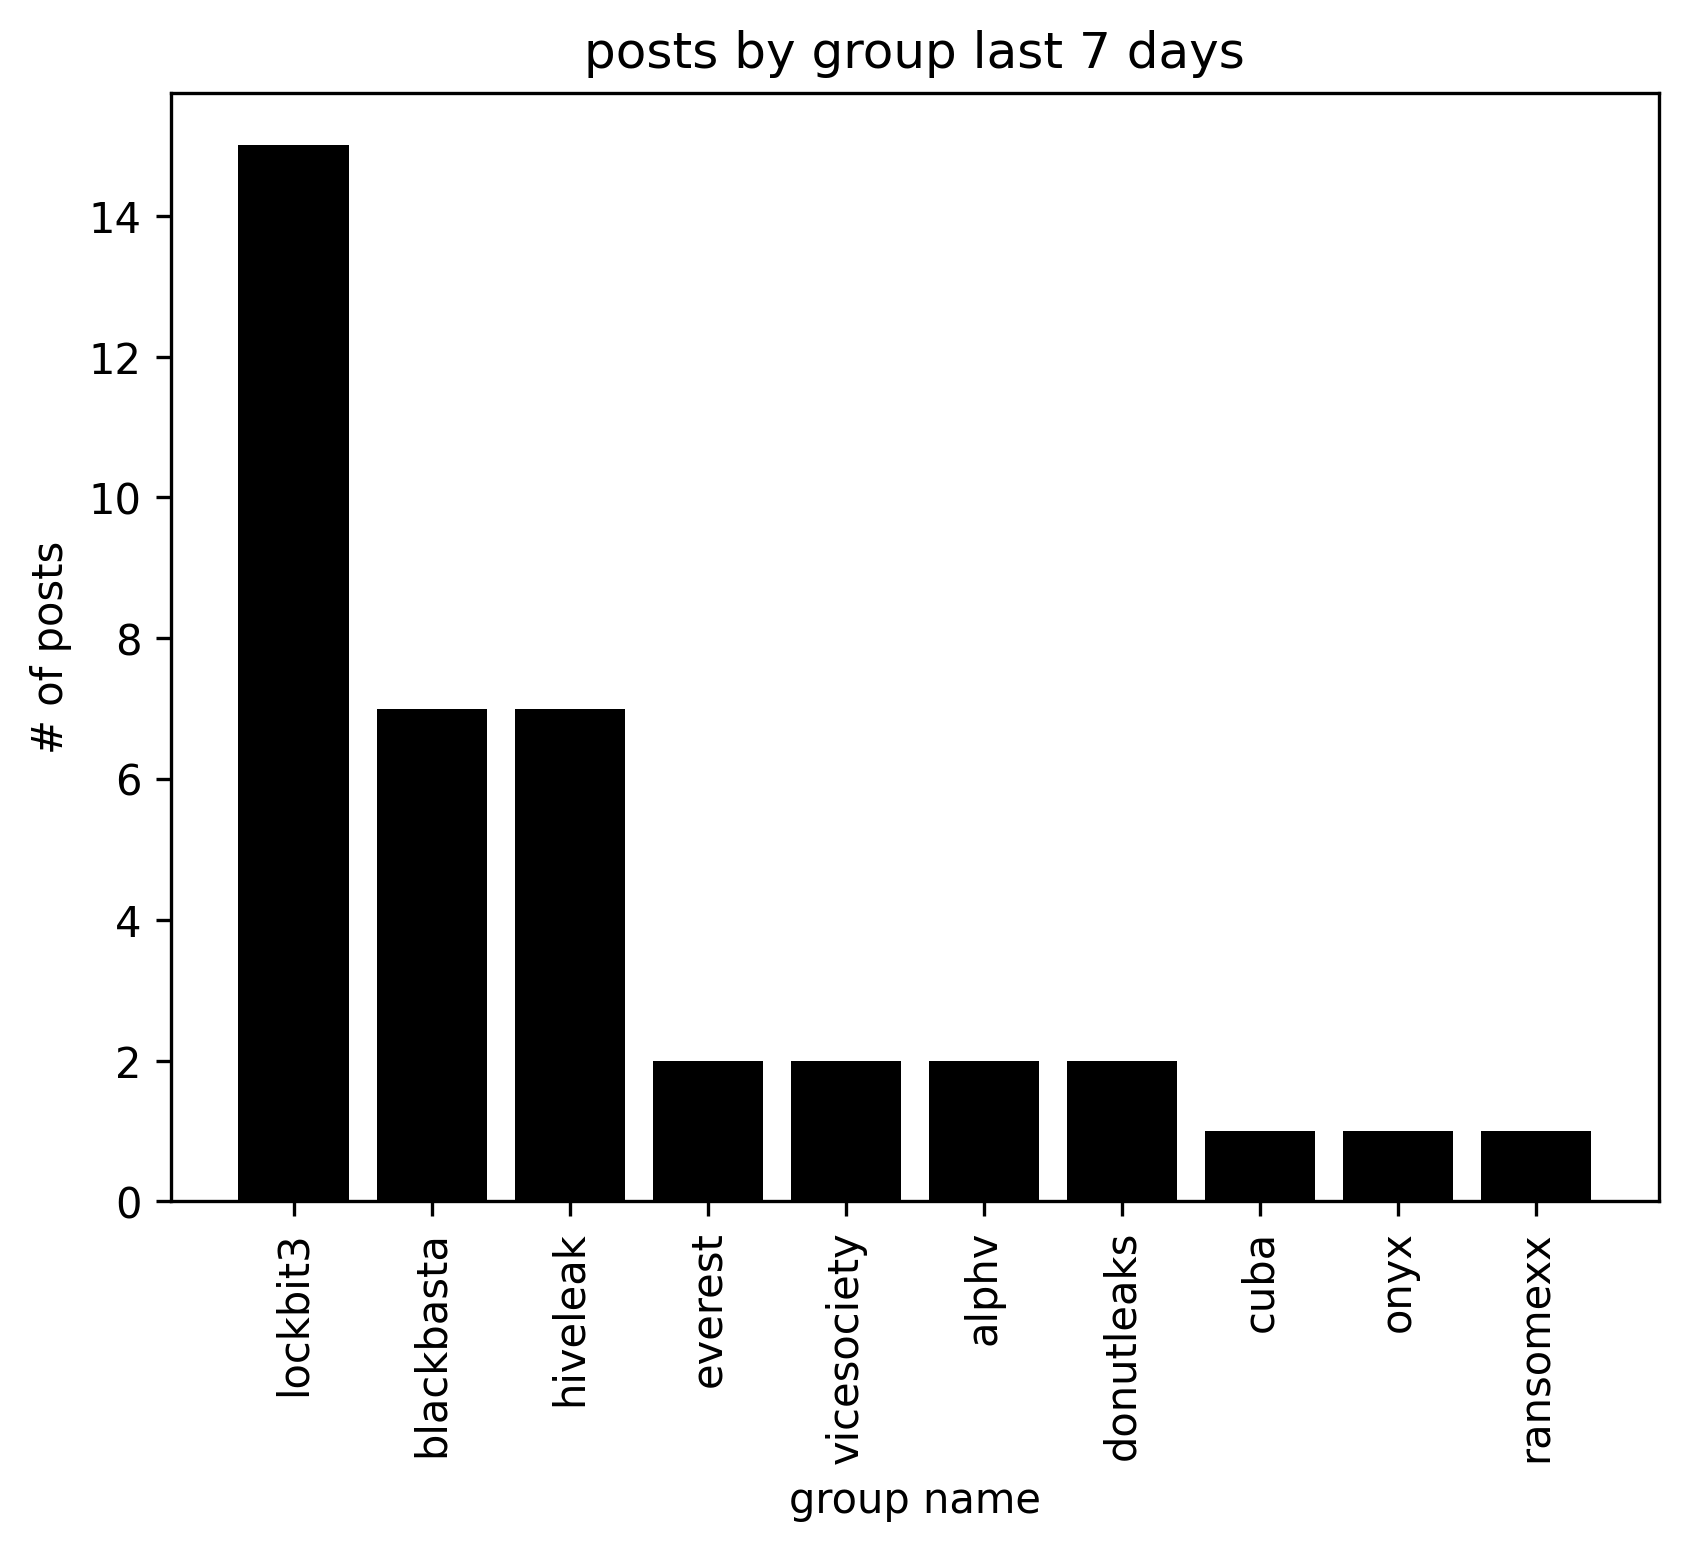 posts by group last 7 days
14
12
10
8
6
4
2
0
# of posts
lockbit3
blackbasta
hiveleak
everest
vicesociety
alphv
donutleaks
cuba
onyx
ransomexx
group name